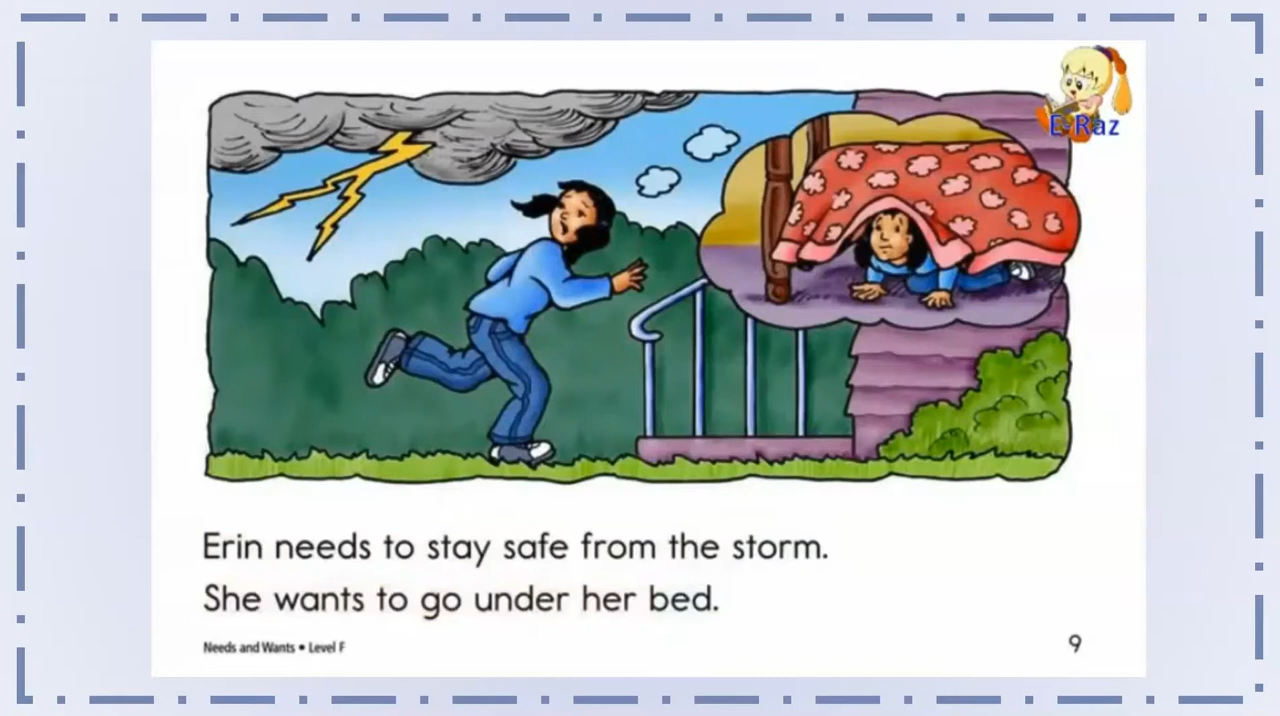 E-Raz
Erin needs to stay safe from the storm.
She wants to go under her bed.
Needs and Wants • Level F
9